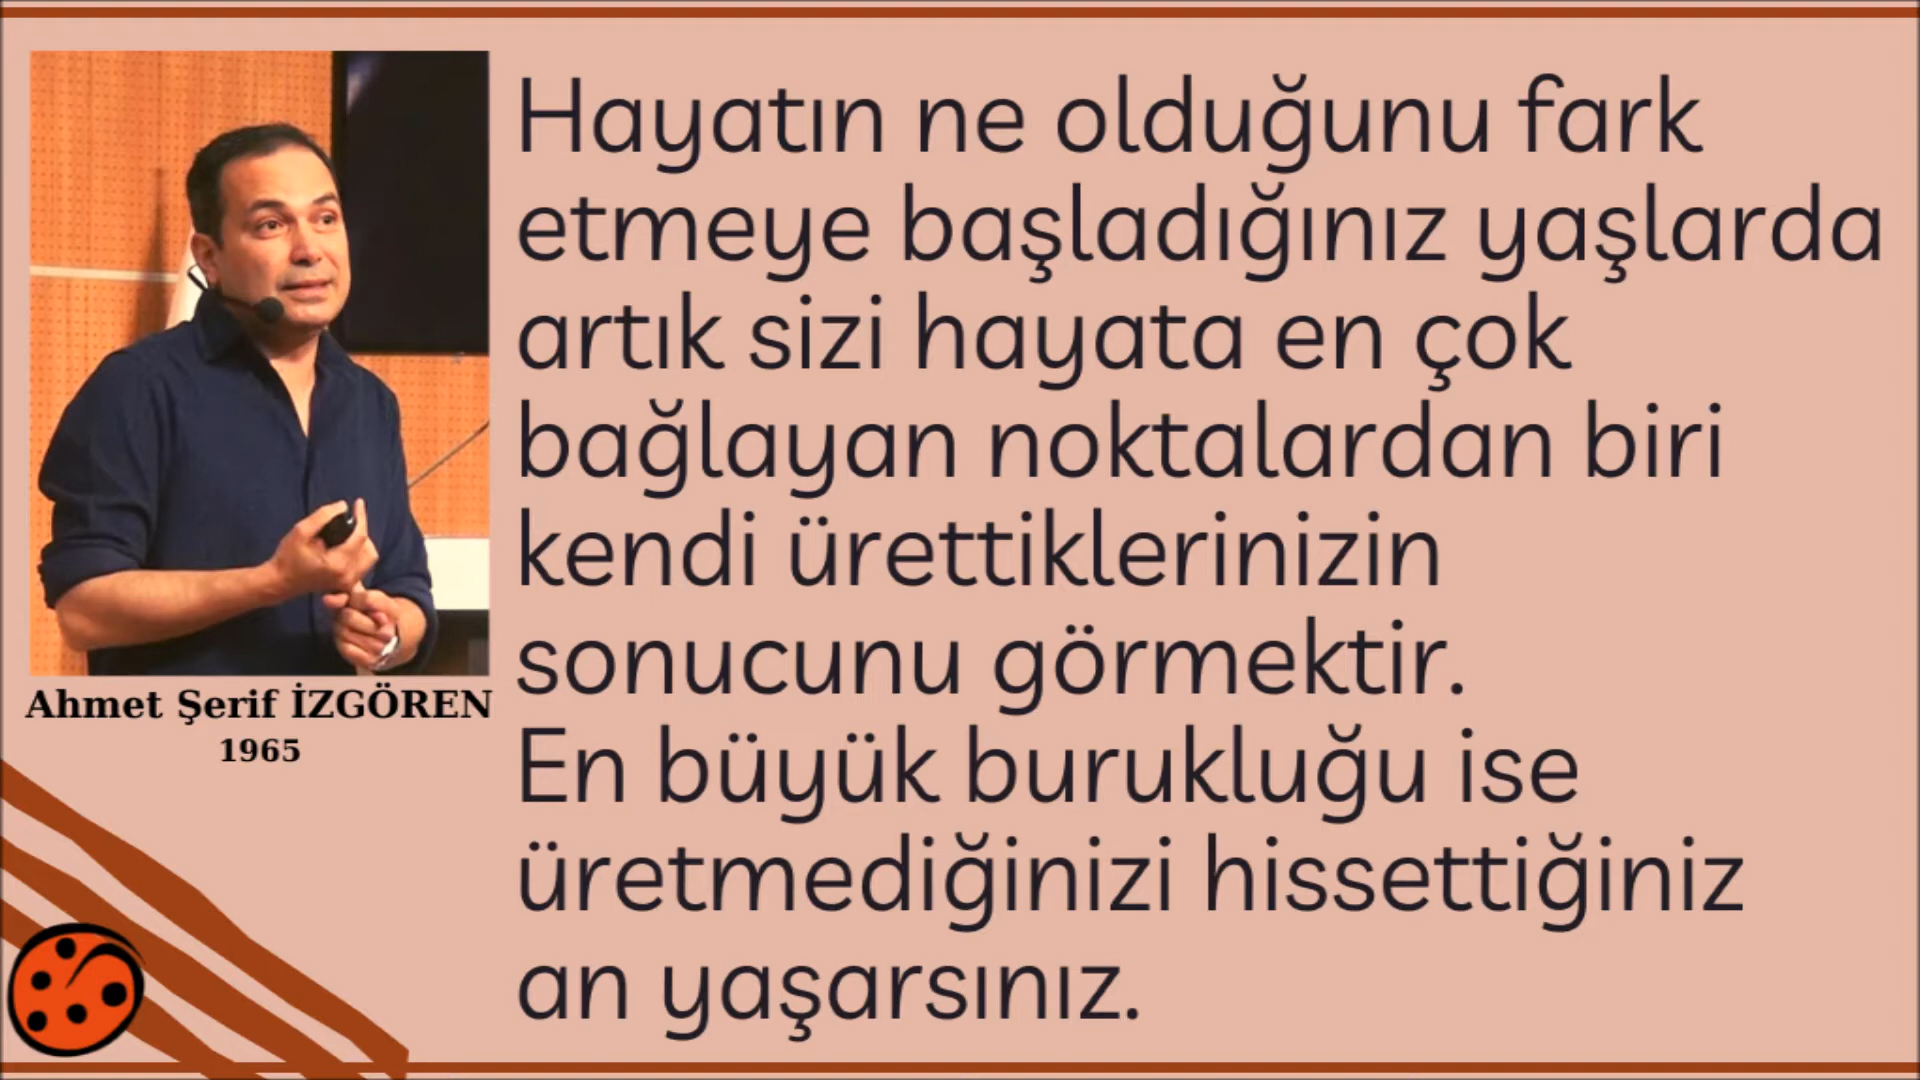 Hayatın ne olduğunu fark
etmeye başladığınız yaşlarda
artık sizi hayata en çok
bağlayan noktalardan biri
kendi ürettiklerinizin
sonucunu görmektir.
En büyük burukluğu ise
üretmediğinizi hissettiğiniz
an yaşarsınız.
Ahmet Şerif İZGÖREN
1965